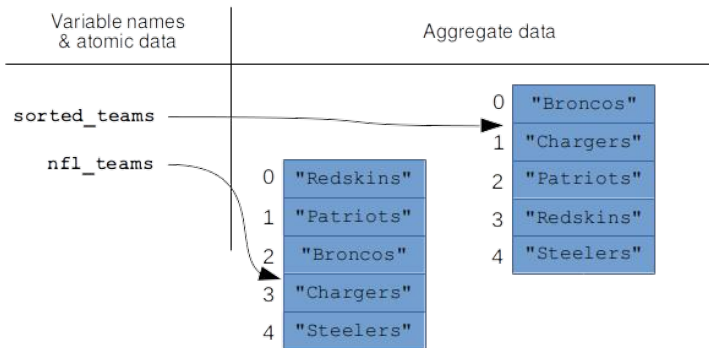 Variable names
& atomic data
Aggregate data
sorted_teams
nfl_teams
0 "Redskins"
1 "Patriots"
2 "Broncos"
3 "Chargers"
4 "Steelers"
0 "Broncos"
1 "Chargers"
2 "Patriots"
3 "Redskins"
4 "Steelers"